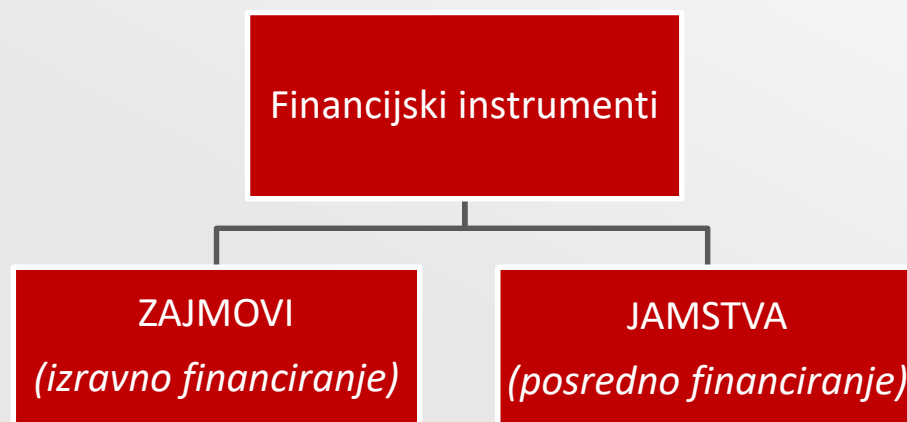 Financijski instrumenti
ZAJMOVI
(izravno financiranje)
JAMSTVA
(posredno financiranje)